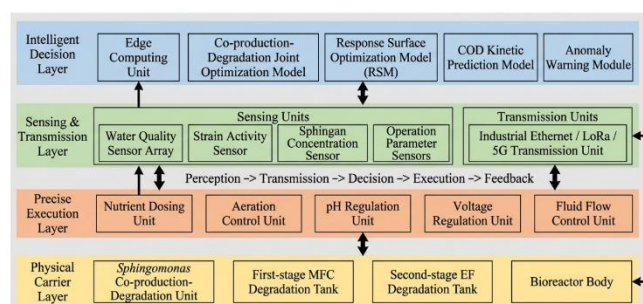 Intelligent Decision Layer
Edge Computing Unit
Co-production-Degradation Joint Optimization Model
Response Surface Optimization Model (RSM)
COD Kinetic Prediction Model
Anomaly Warning Module
Sensing & Transmission Layer
Sensing Units
Water Quality Sensor Array
Strain Activity Sensor
Sphingan Concentration Sensor
Operation Parameter Sensors
Transmission Units
Industrial Ethernet / LoRa / 5G Transmission Unit
Perception -> Transmission -> Decision -> Execution -> Feedback
Precise Execution Layer
Nutrient Dosing Unit
Aeration Control Unit
pH Regulation Unit
Voltage Regulation Unit
Fluid Flow Control Unit
Physical Carrier Layer
Sphingomonas Co-production-Degradation Unit
First-stage MFC Degradation Tank
Second-stage EF Degradation Tank
Bioreactor Body